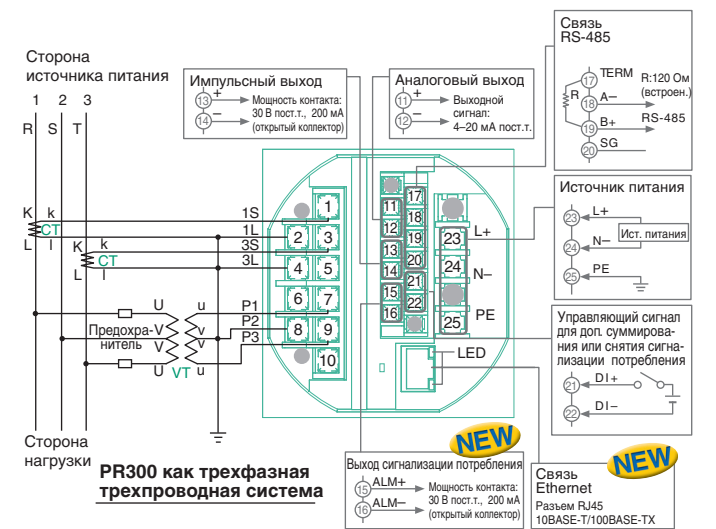 Сторона
источника питания
1 2 3
R S T
Импульсный выход
13 +
14 −
Мощность контакта:
30 В пост.т., 200 мА
(открытый коллектор)
Аналоговый выход
11 +
12 −
Выходной
сигнал:
4–20 мА пост.т.
Связь
RS-485
17 TERM
R
R:120 Ом
(встроен.)
18 A−
19 B+
RS-485
20 SG
Источник питания
23 L+
24 N−
Ист. питания
25 PE
Управляющий сигнал
для доп. суммирова-
ния или снятия сигна-
лизации потребления
21 DI+
22 DI−
K k
CT
L l
K k
CT
L l
1S
1L
3S
3L
U u
P1
Предохра-
нитель
V v
P2
V v
P3
U VT u
1
2 3
4 5
6 7
8 9
10
11
12
13
14
15
16
17
18
19
20
21
22
23
24
25
L+
N−
PE
LED
Сторона
нагрузки
PR300 как трехфазная
трехпроводная система
NEW
Выход сигнализации потребления
15 ALM+
16 ALM−
Мощность контакта:
30 В пост.т., 200 мА
(открытый коллектор)
NEW
Связь
Ethernet
Разъем RJ45
10BASE-T/100BASE-TX